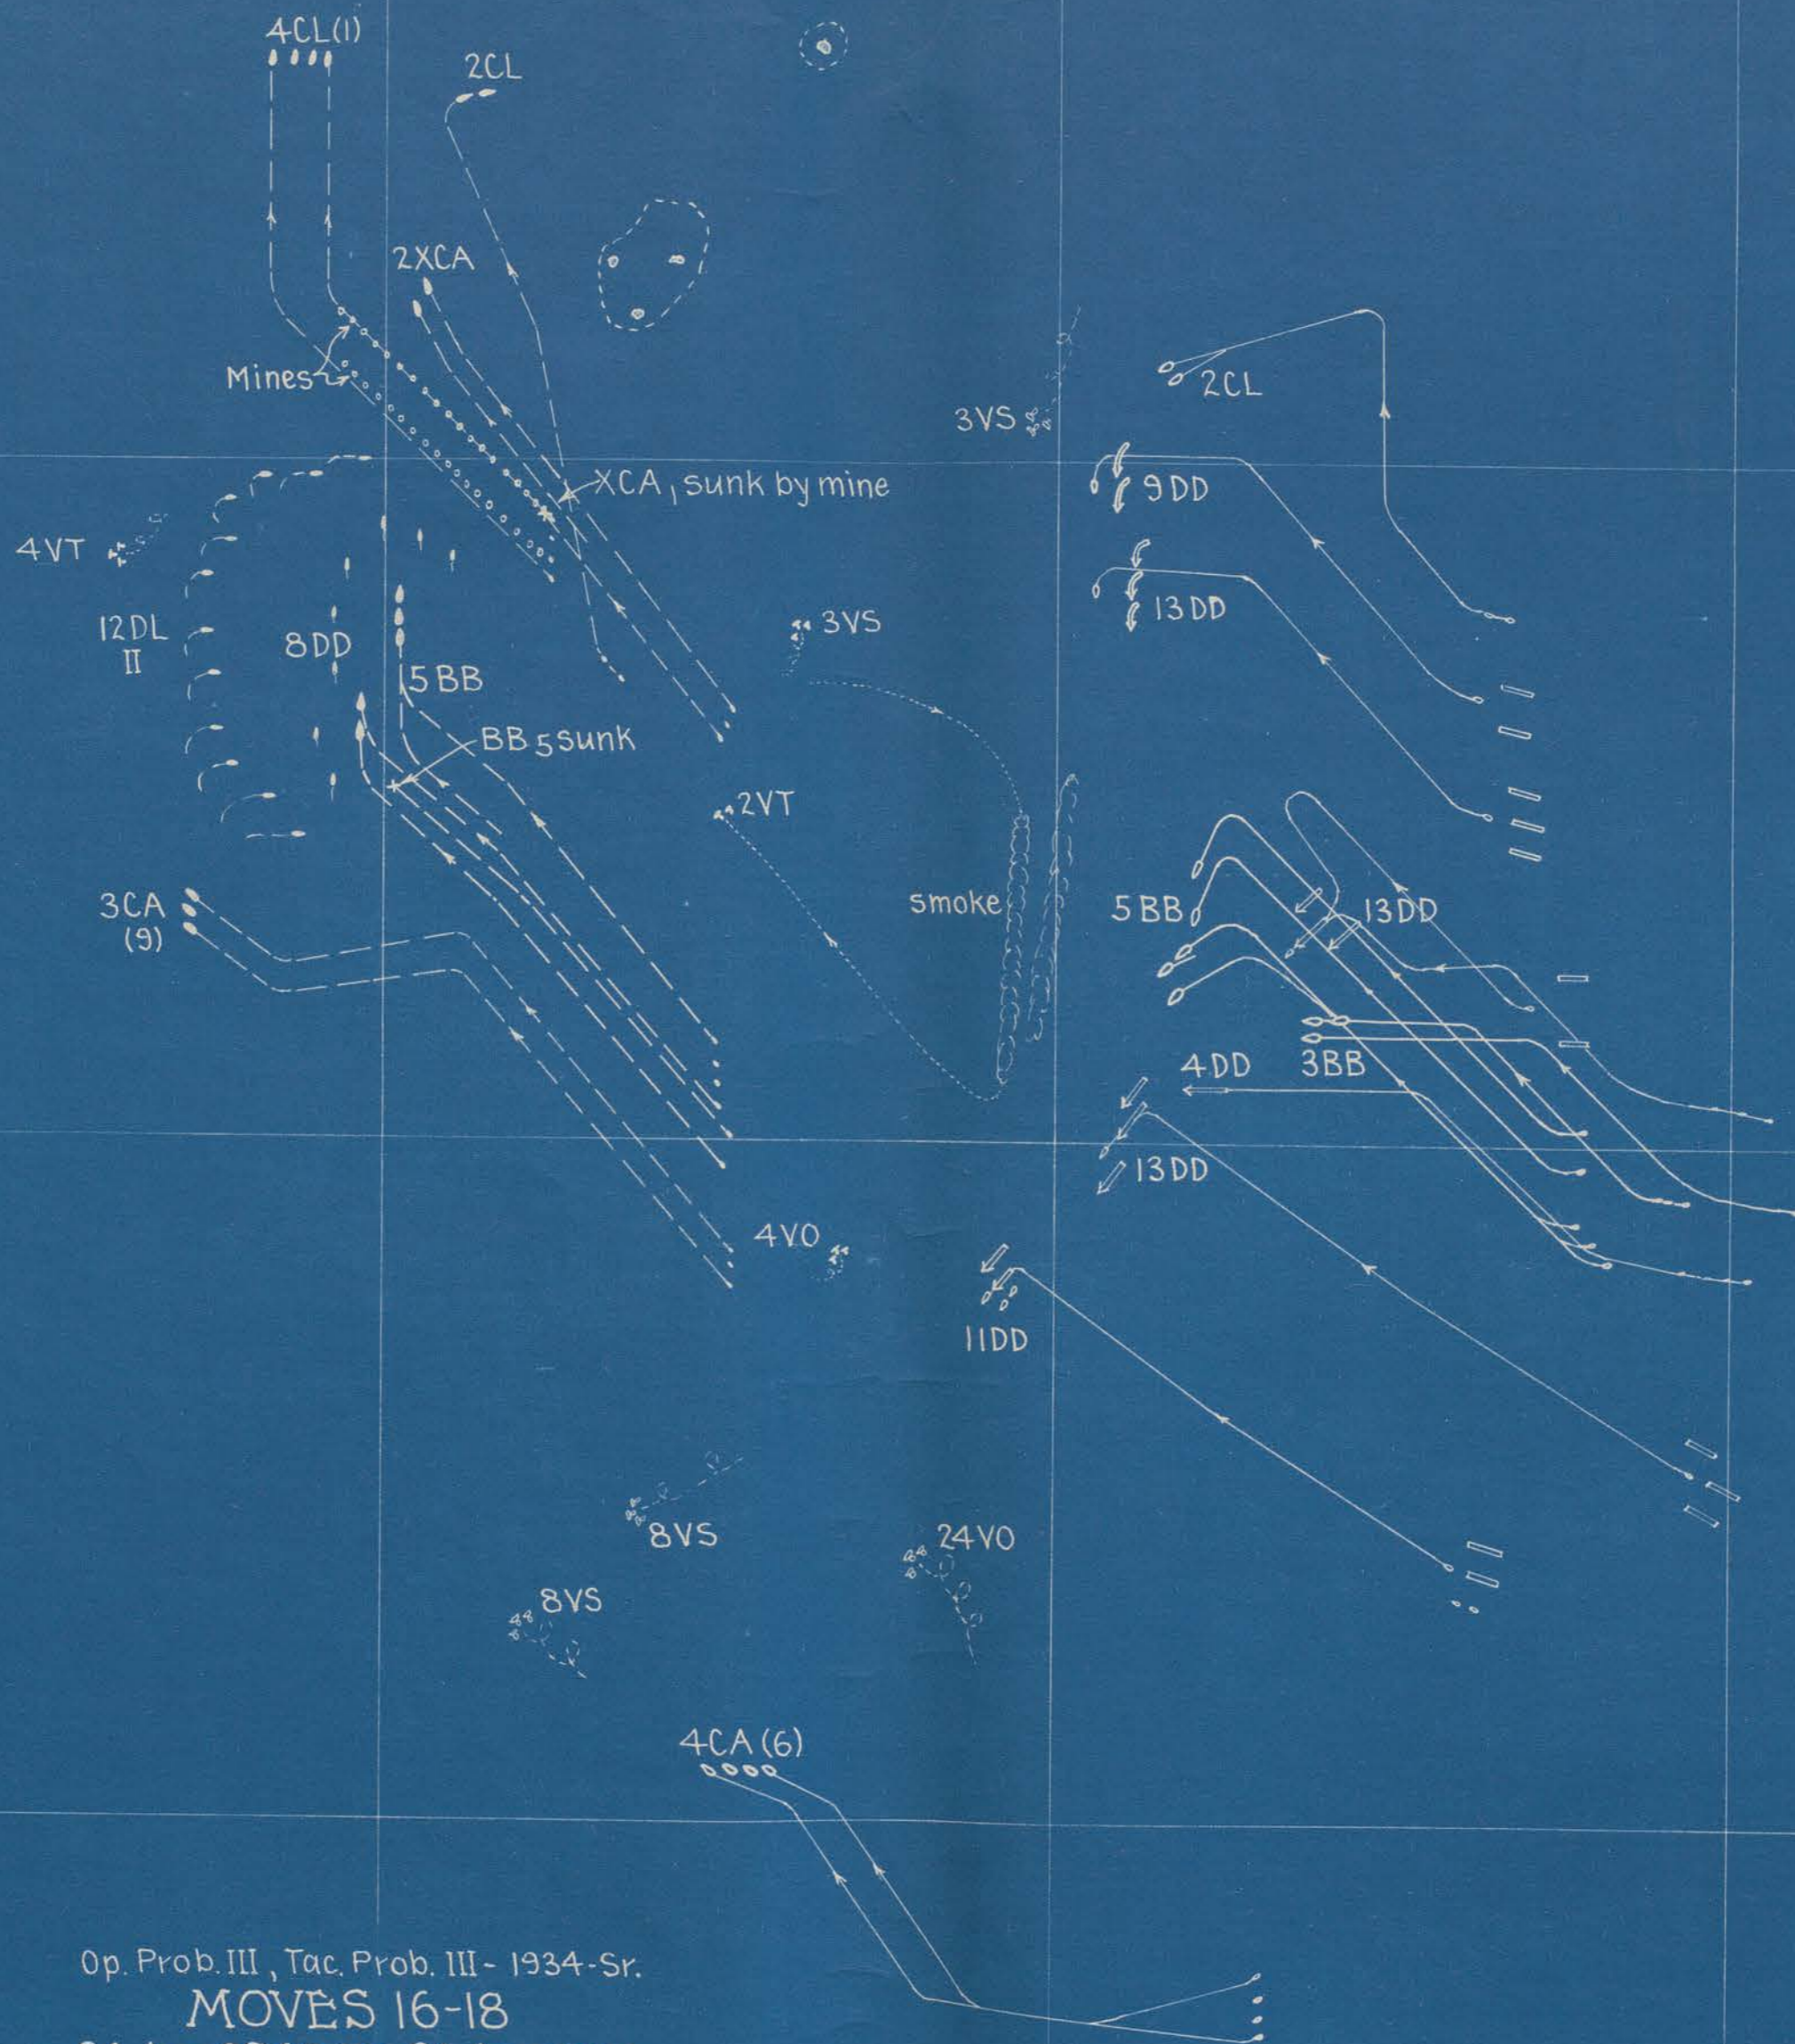 4CL(1)
2CL
2XCA
Mines
2CL
3VS
XCA, sunk by mine
9DD
4VT
13DD
12DL
II
8DD
3VS
5BB
BB 5 sunk
2VT
3CA
(9)
smoke
5BB
13DD
4DD
3BB
13DD
4VO
11DD
8VS
24VO
8VS
4CA(6)
Op. Prob. III, Tac. Prob. III - 1934-Sr.
MOVES 16-18